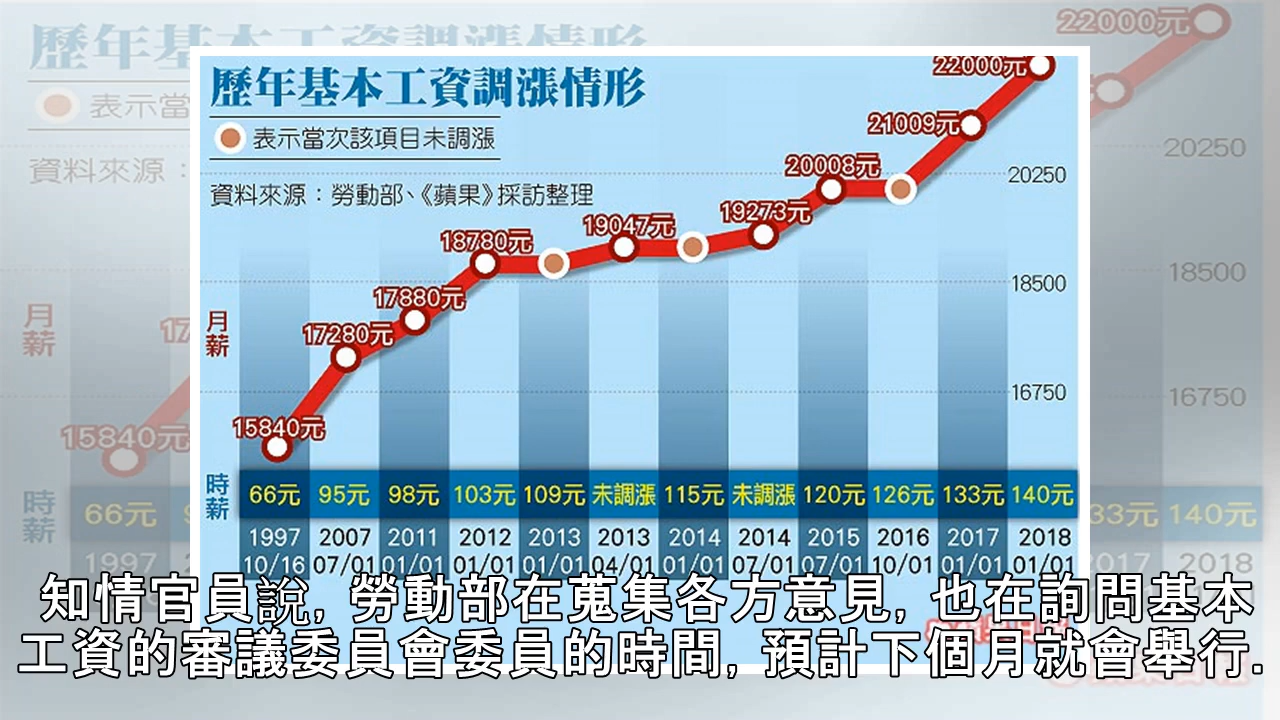 歷年基本工資調漲情形
表示當次該項目未調漲
資料來源：勞動部、《蘋果》採訪整理
22000元
21009元
20008元
20250
19273元
19047元
18780元
18500
17880元
17280元
月薪
16750
15840元
時薪
66元 95元 98元 103元 109元 未調漲 115元 未調漲 120元 126元 133元 140元
1997 2007 2011 2012 2013 2013 2014 2014 2015 2016 2017 2018
10/16 07/01 01/01 01/01 01/01 04/01 01/01 07/01 07/01 10/01 01/01 01/01
知情官員說, 勞動部在蒐集各方意見, 也在詢問基本
工資的審議委員會委員的時間, 預計下個月就會舉行.